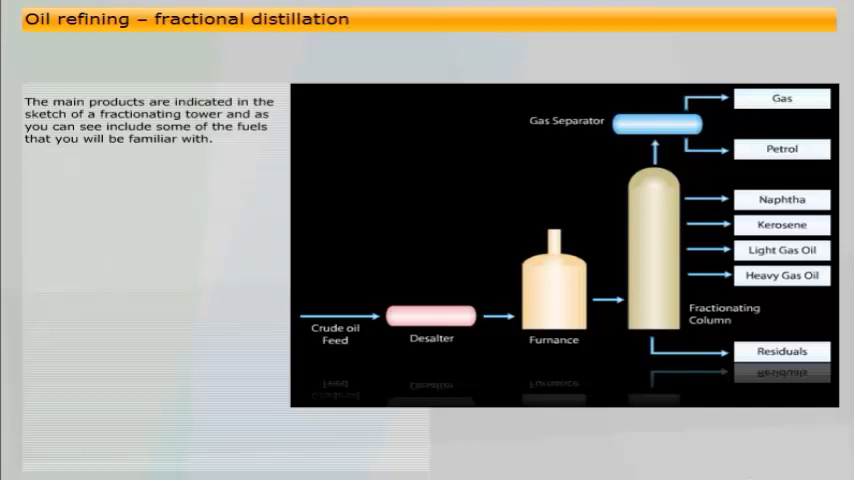 Oil refining – fractional distillation
The main products are indicated in the
sketch of a fractionating tower and as
you can see include some of the fuels
that you will be familiar with.
Gas
Gas Separator
Petrol
Naphtha
Kerosene
Light Gas Oil
Heavy Gas Oil
Fractionating
Column
Crude oil
Feed
Desalter
Furnance
Residuals